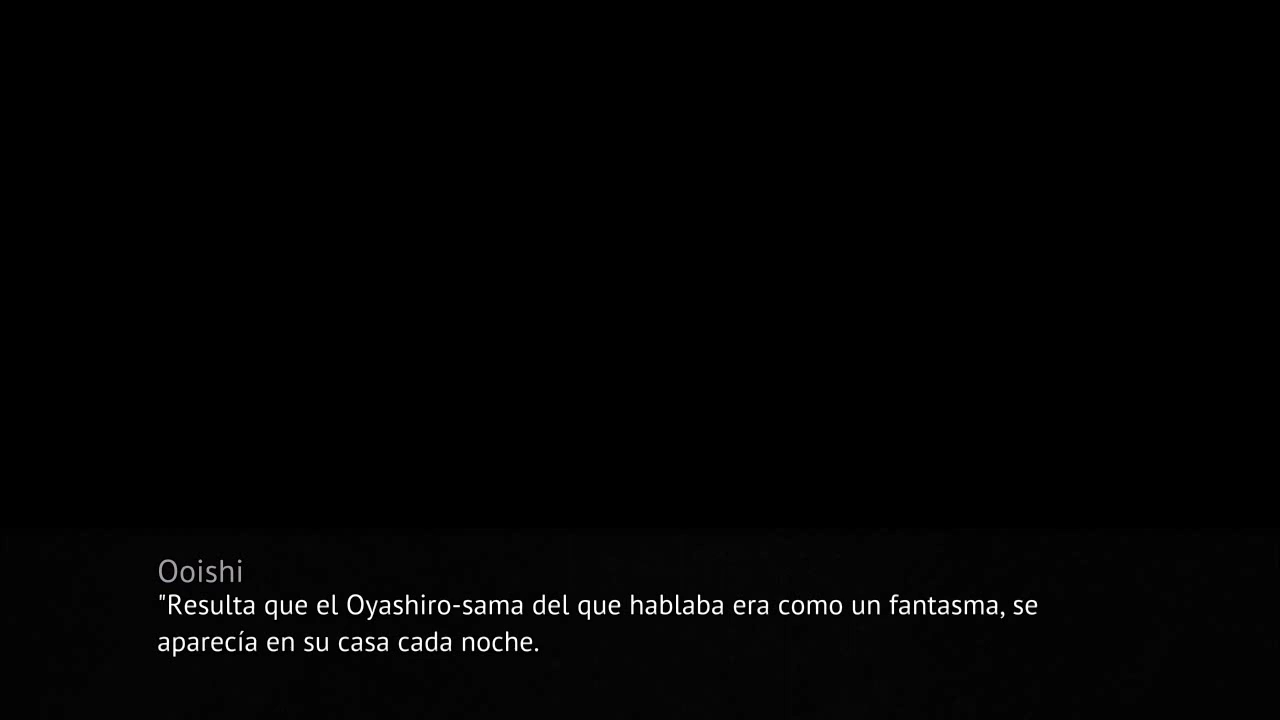 Ooishi
"Resulta que el Oyashiro-sama del que hablaba era como un fantasma, se
aparecía en su casa cada noche.